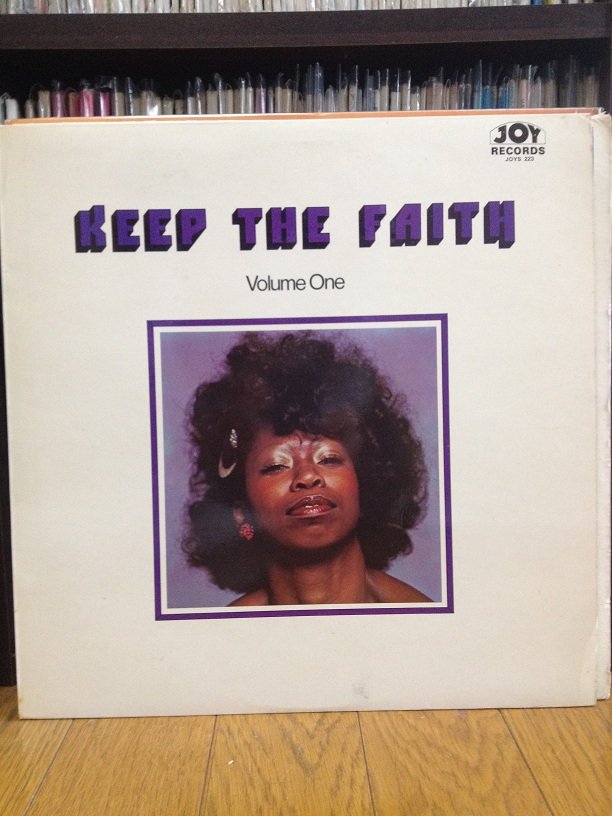 JOY
RECORDS
JOYS 223
KEEP THE FAITH
Volume One